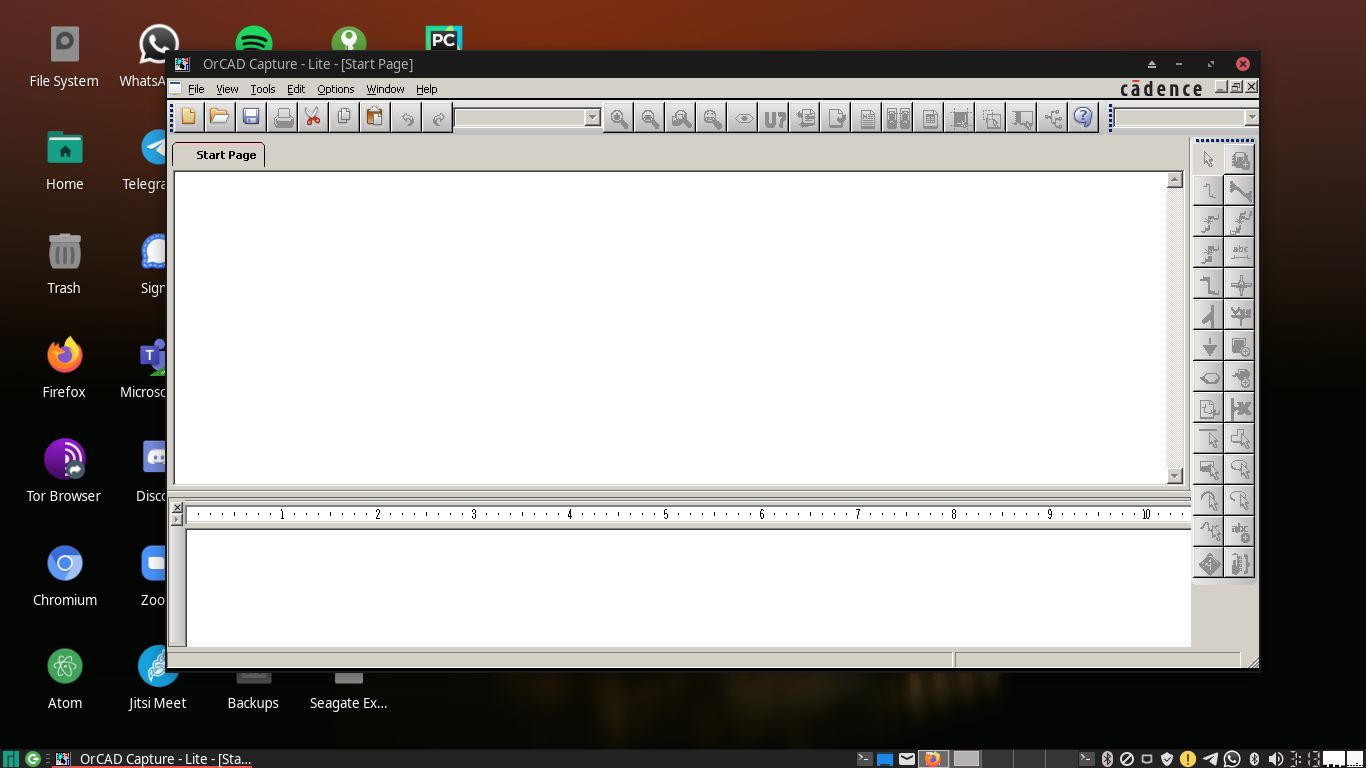 PC
File System
WhatsA
OrCAD Capture - Lite - [Start Page]
File View Tools Edit Options Window Help
cādence
U?
Start Page
Home
Telegra
abc
Trash
Sign
T
Firefox
Microso
Tor Browser
Disco
1 2 3 4 5 6 7 8 9 10
abc
Chromium
Zoo
Atom
Jitsi Meet
Backups
Seagate Ex...
OrCAD Capture - Lite - [Sta...